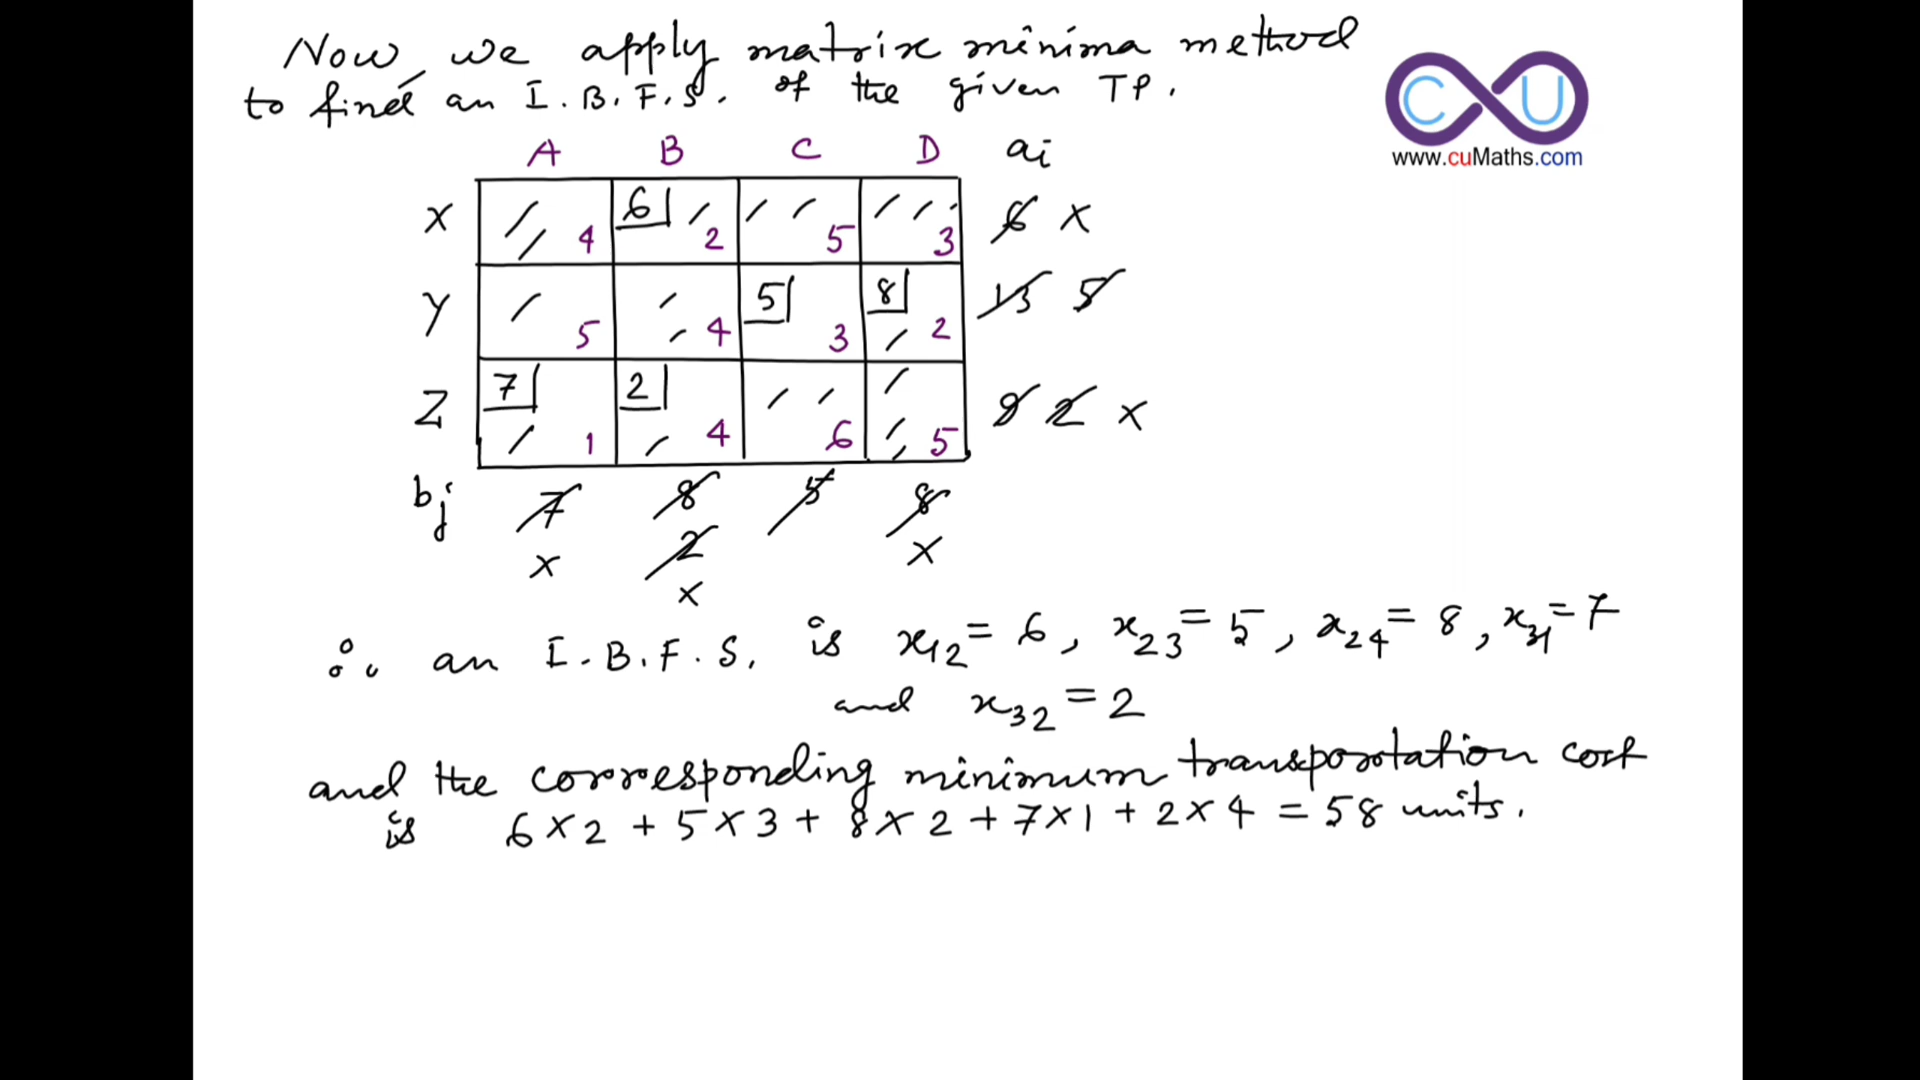 Now, we apply matrix minima method
to find an I.B.F.S. of the given TP.
CU
www.cuMaths.com
A B C D ai
X 4 6 2 5 3 6 x
Y 5 4 5 3 8 2 13 5
Z 7 1 2 4 6 5 9 2 x
bj 7 8 5 8
x 2 x
x
∴ an I.B.F.S. is x12 = 6, x23 = 5, x24 = 8, x31 = 7
and x32 = 2
and the corresponding minimum transportation cost
is 6 x 2 + 5 x 3 + 8 x 2 + 7 x 1 + 2 x 4 = 58 units.